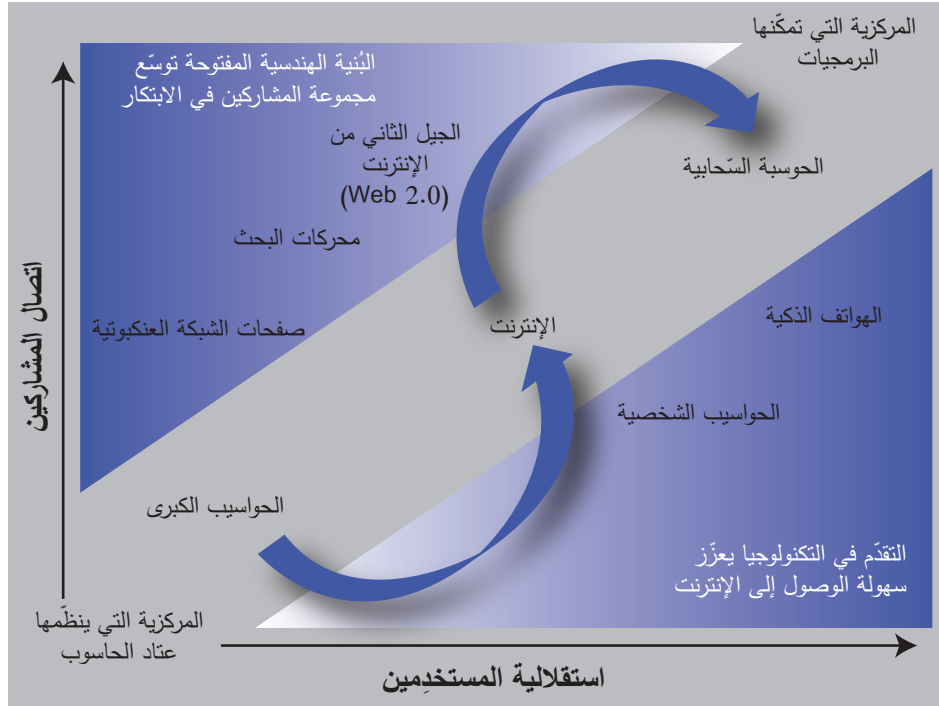 المركزية التي تمكّنها
البرمجيات
البُنية الهندسية المفتوحة توسّع
مجموعة المشاركين في الابتكار
الجيل الثاني من
الإنترنت
(Web 2.0)
الحوسبة السّحابية
محركات البحث
الهواتف الذكية
صفحات الشبكة العنكبوتية
الإنترنت
اتصال المشاركين
الحواسيب الشخصية
الحواسيب الكبرى
التقدّم في التكنولوجيا يعزّز
سهولة الوصول إلى الإنترنت
المركزية التي ينظّمها
عتاد الحاسوب
استقلالية المستخدِمين